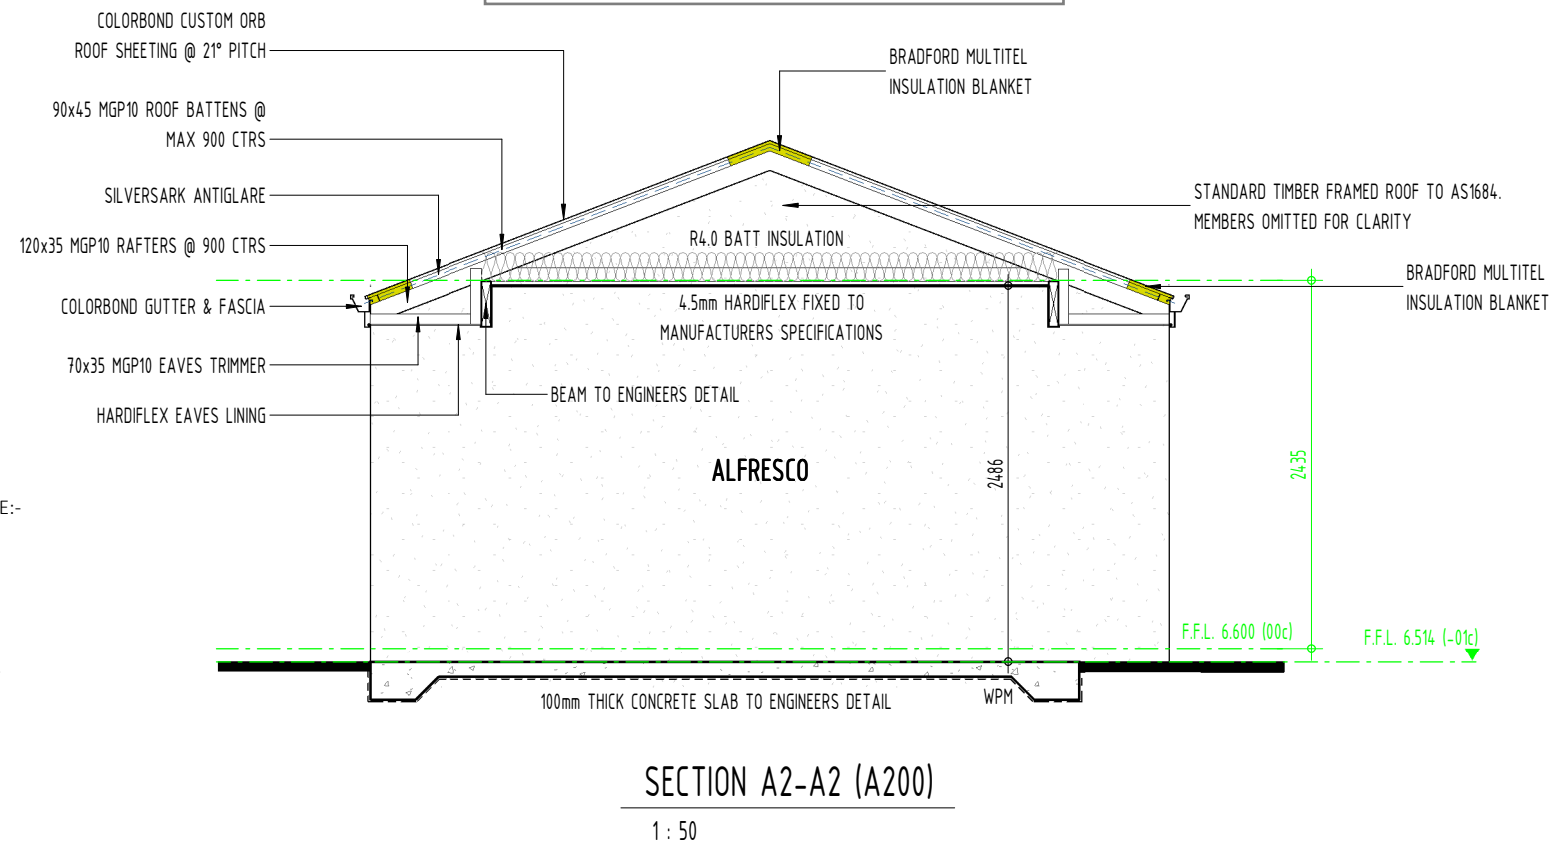 COLORBOND CUSTOM ORB
ROOF SHEETING @ 21° PITCH
BRADFORD MULTITEL
INSULATION BLANKET
90x45 MGP10 ROOF BATTENS @
MAX 900 CTRS
SILVERSARK ANTIGLARE
STANDARD TIMBER FRAMED ROOF TO AS1684.
MEMBERS OMITTED FOR CLARITY
120x35 MGP10 RAFTERS @ 900 CTRS
R4.0 BATT INSULATION
BRADFORD MULTITEL
INSULATION BLANKET
COLORBOND GUTTER & FASCIA
4.5mm HARDIFLEX FIXED TO
MANUFACTURERS SPECIFICATIONS
70x35 MGP10 EAVES TRIMMER
BEAM TO ENGINEERS DETAIL
HARDIFLEX EAVES LINING
ALFRESCO
2486
2435
E:-
F.F.L. 6.600 (00c)
F.F.L. 6.514 (-01c)
100mm THICK CONCRETE SLAB TO ENGINEERS DETAIL
WPM
SECTION A2-A2 (A200)
1 : 50